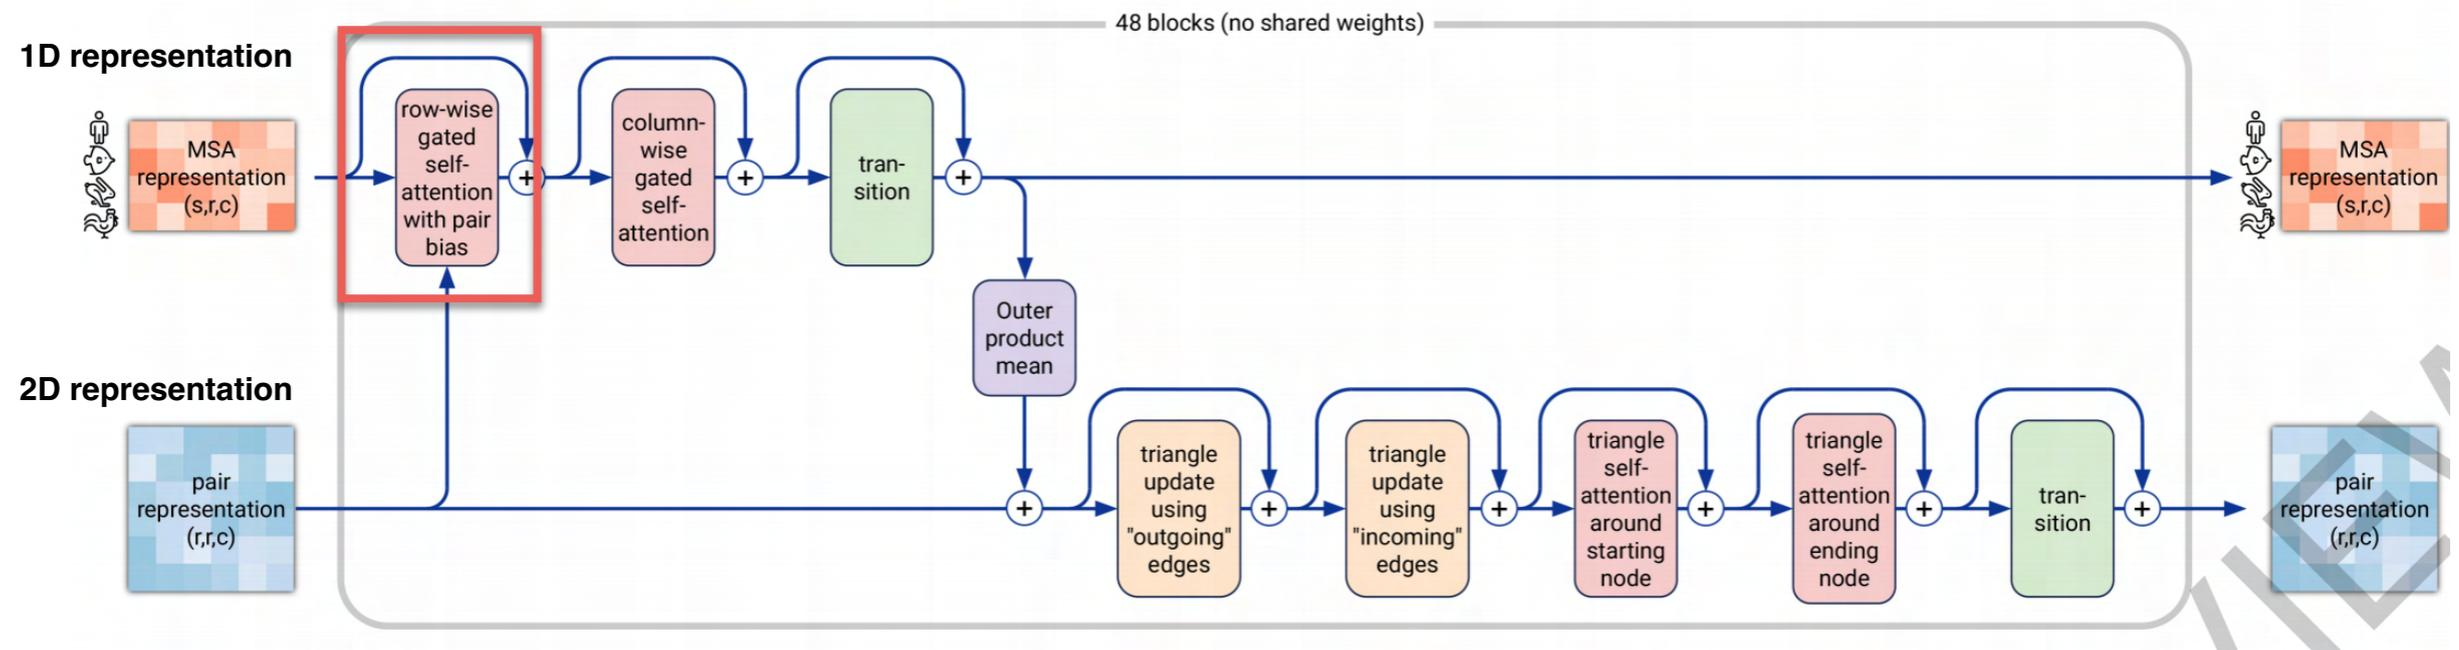 48 blocks (no shared weights)
1D representation
MSA
representation
(s,r,c)
row-wise
gated
self-
attention
with pair
bias
+
column-
wise
gated
self-
attention
+
tran-
sition
+
MSA
representation
(s,r,c)
Outer
product
mean
2D representation
pair
representation
(r,r,c)
+
triangle
update
using
"outgoing"
edges
+
triangle
update
using
"incoming"
edges
+
triangle
self-
attention
around
starting
node
+
triangle
self-
attention
around
ending
node
+
tran-
sition
+
pair
representation
(r,r,c)